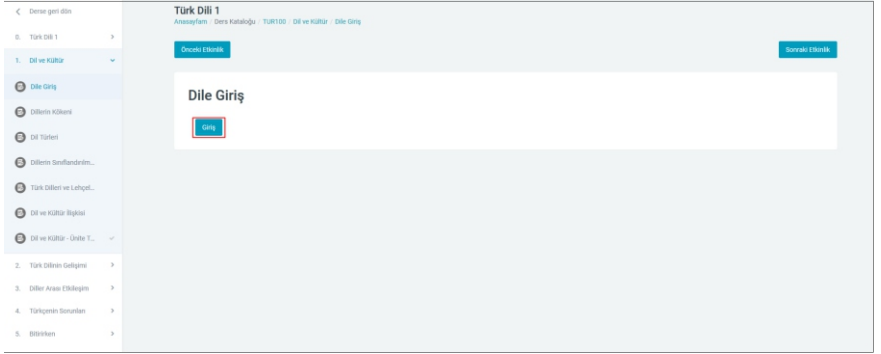 Derse geri dön
0. Türk Dili 1
1. Dil ve Kültür
Dile Giriş
Dillerin Kökeni
Dil Türleri
Dillerin Sınıflandırılm...
Türk Dilleri ve Lehçel...
Dil ve Kültür İlişkisi
Dil ve Kültür - Ünite T...
2. Türk Dilinin Gelişimi
3. Diller Arası Etkileşim
4. Türkçenin Sorunları
5. Bitirirken
Türk Dili 1
Anasayfam / Ders Kataloğu / TUR100 / Dil ve Kültür / Dile Giriş
Önceki Etkinlik
Sonraki Etkinlik
Dile Giriş
Giriş